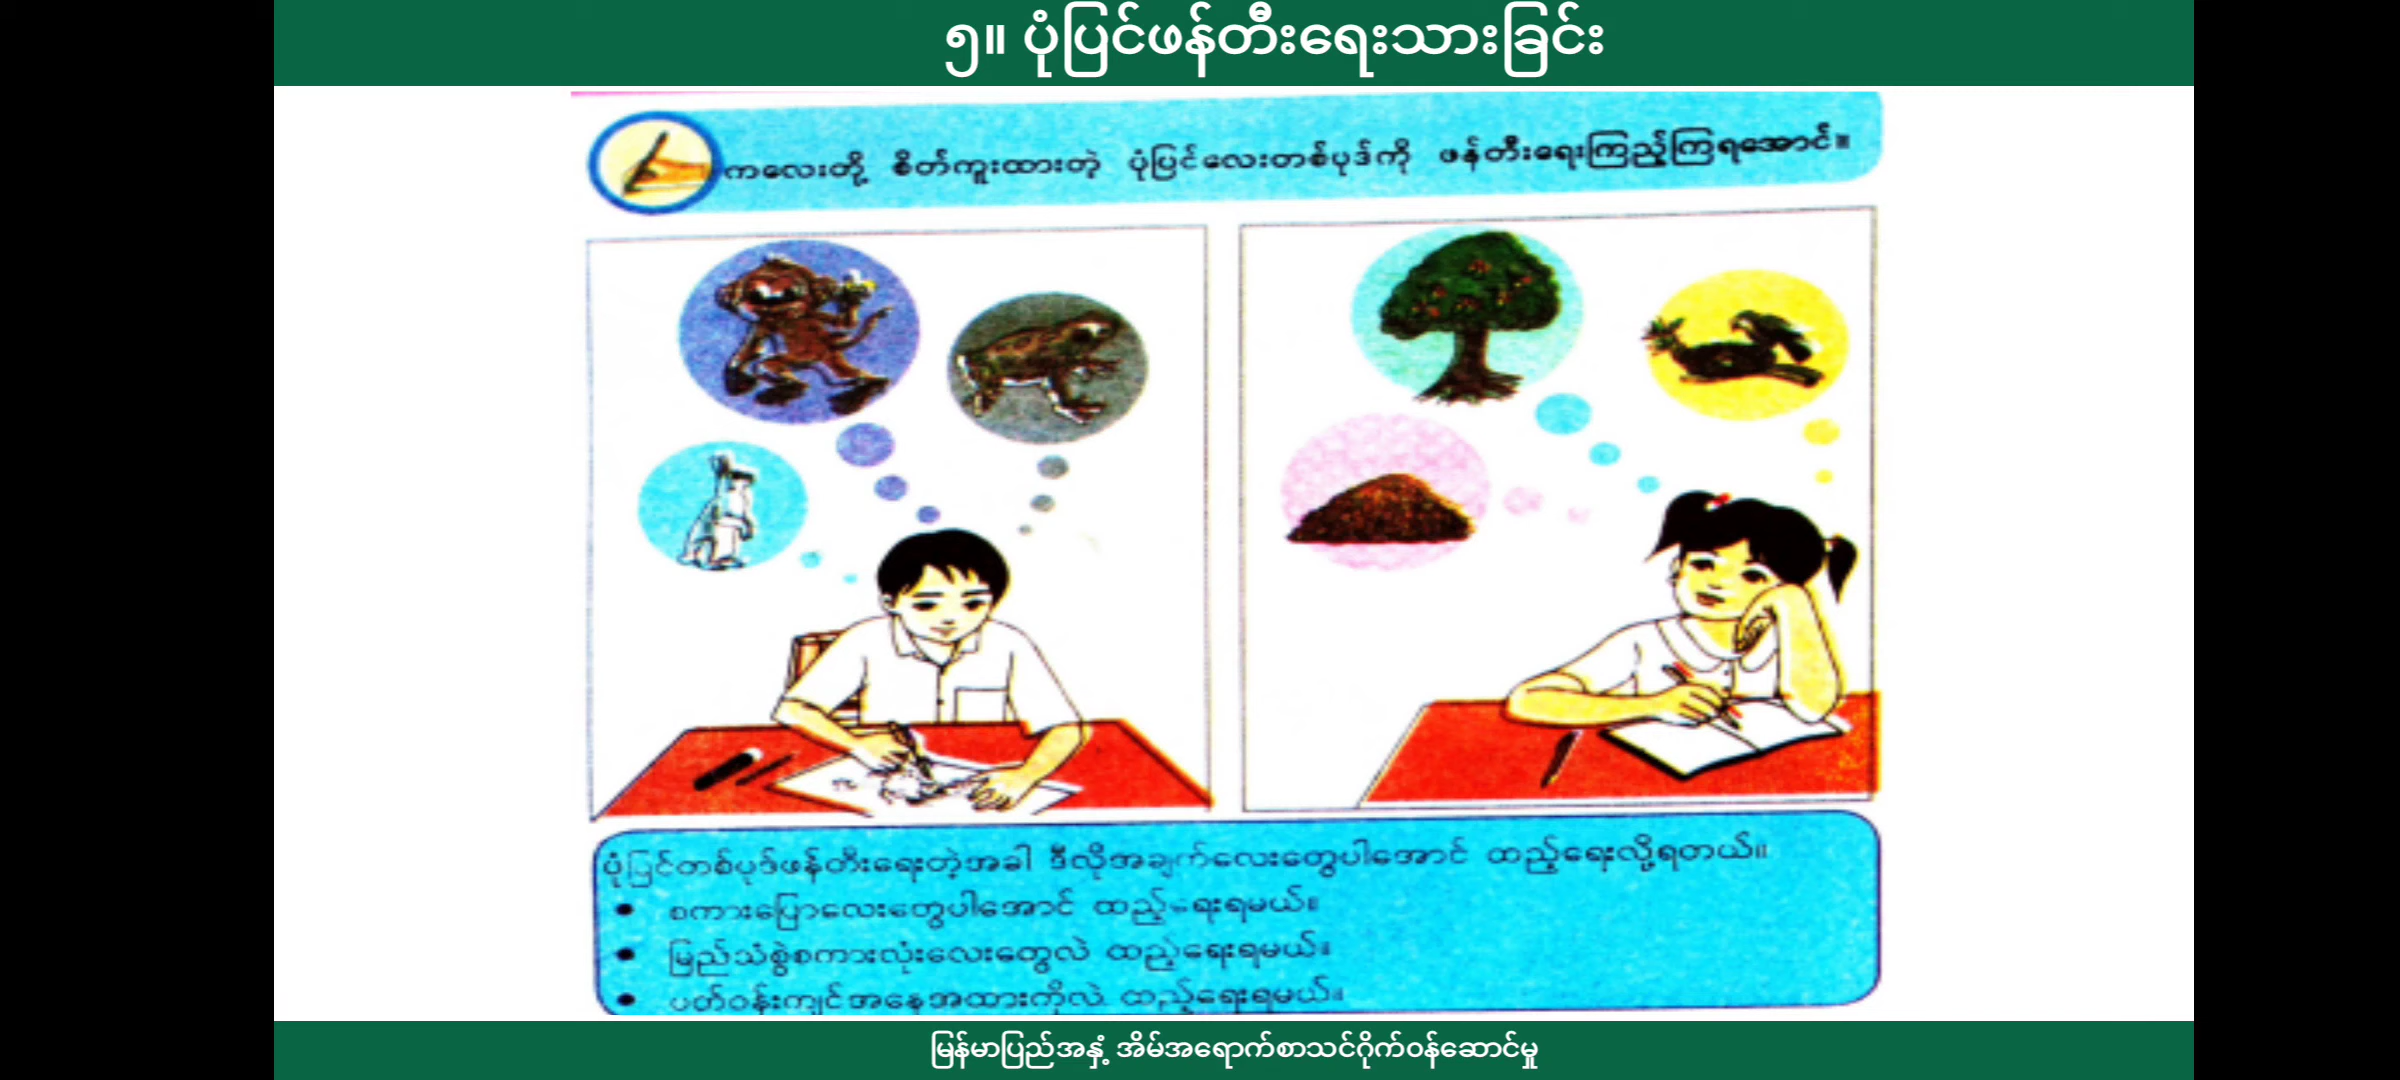 ၅။ ပုံပြင်ဖန်တီးရေးသားခြင်း
ကလေးတို့ စိတ်ကူးထားတဲ့ ပုံပြင်လေးတစ်ပုဒ်ကို ဖန်တီးရေးကြည့်ကြရအောင်။
ပုံပြင်တစ်ပုဒ်ဖန်တီးရေးတဲ့အခါ ဒီလိုအချက်လေးတွေပါအောင် ထည့်ရေးလို့ရတယ်။
● စကားပြောလေးတွေပါအောင် ထည့်ရေးရမယ်။
● မြည်သံစွဲစကားလုံးလေးတွေလဲ ထည့်ရေးရမယ်။
● ပတ်ဝန်းကျင်အနေအထားကိုလဲ ထည့်ရေးရမယ်။
မြန်မာပြည်အနှံ့ အိမ်အရောက်စာသင်ဂိုက်ဝန်ဆောင်မှု